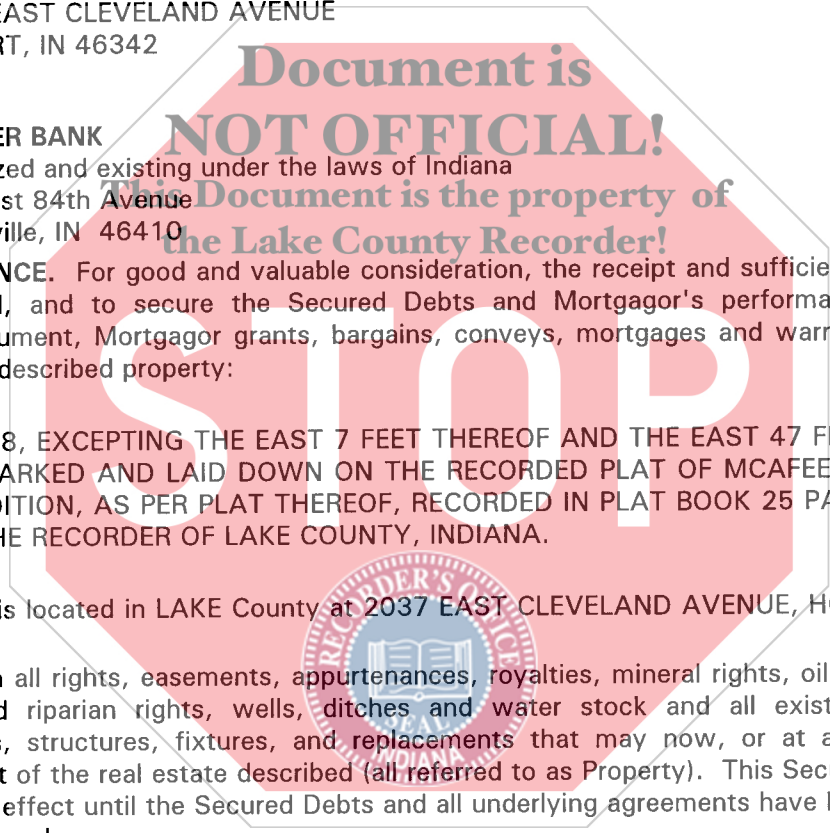 EAST CLEVELAND AVENUE
RT, IN 46342
Document is
NOT OFFICIAL!
ER BANK
zed and existing under the laws of Indiana
This Document is the property of
st 84th Avenue
ville, IN 46410
the Lake County Recorder!
NCE. For good and valuable consideration, the receipt and sufficie
, and to secure the Secured Debts and Mortgagor's performa
ument, Mortgagor grants, bargains, conveys, mortgages and warr
described property:
STOP
8, EXCEPTING THE EAST 7 FEET THEREOF AND THE EAST 47 F
ARKED AND LAID DOWN ON THE RECORDED PLAT OF MCAFEE
DITION, AS PER PLAT THEREOF, RECORDED IN PLAT BOOK 25 PA
HE RECORDER OF LAKE COUNTY, INDIANA.
is located in LAKE County at 2037 EAST CLEVELAND AVENUE, HO
RECORDER'S OFFICE
all rights, easements, appurtenances, royalties, mineral rights, oil
d riparian rights, wells, ditches and water stock and all exist
SEAL
s, structures, fixtures, and replacements that may now, or at a
INDIANA
t of the real estate described (all referred to as Property). This Secu
effect until the Secured Debts and all underlying agreements have